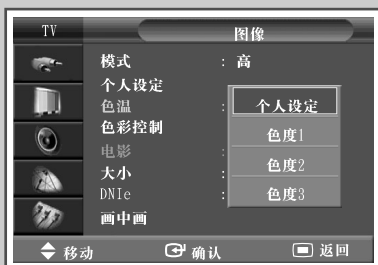 TV 图像
模式 : 高
个人设定
色温 :
色彩控制
电影 :
大小 :
DNIe :
画中画
个人设定
色度1
色度2
色度3
移动 确认 返回